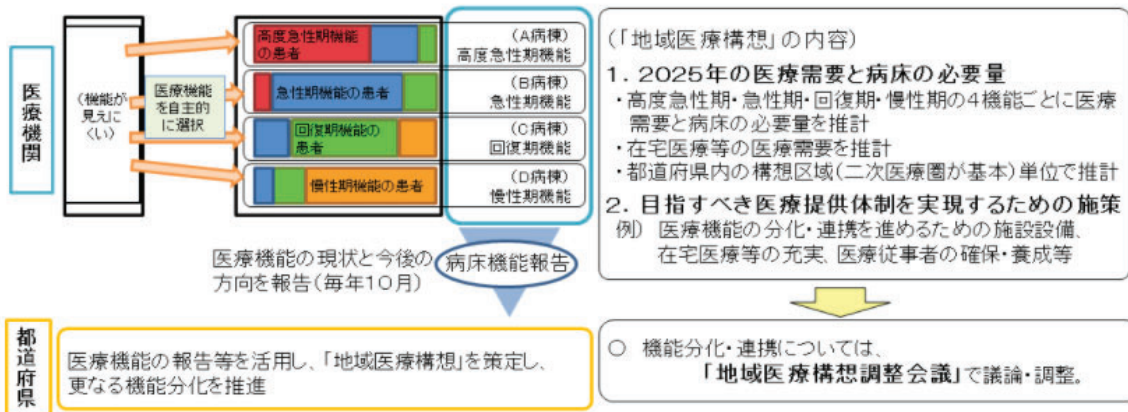 医療機関
(機能が
見えに
くい)
医療機能
を自主的
に選択
高度急性期機能
の患者
(A病棟)
高度急性期機能
急性期機能の患者
(B病棟)
急性期機能
回復期機能の
患者
(C病棟)
回復期機能
慢性期機能の患者
(D病棟)
慢性期機能
医療機能の現状と今後の
方向を報告(毎年10月)
病床機能報告
都道府県
医療機能の報告等を活用し、「地域医療構想」を策定し、
更なる機能分化を推進
(「地域医療構想」の内容)
1. 2025年の医療需要と病床の必要量
・高度急性期・急性期・回復期・慢性期の4機能ごとに医療
需要と病床の必要量を推計
・在宅医療等の医療需要を推計
・都道府県内の構想区域(二次医療圏が基本)単位で推計
2. 目指すべき医療提供体制を実現するための施策
例) 医療機能の分化・連携を進めるための施設設備、
在宅医療等の充実、医療従事者の確保・養成等
○ 機能分化・連携については、
「地域医療構想調整会議」で議論・調整。